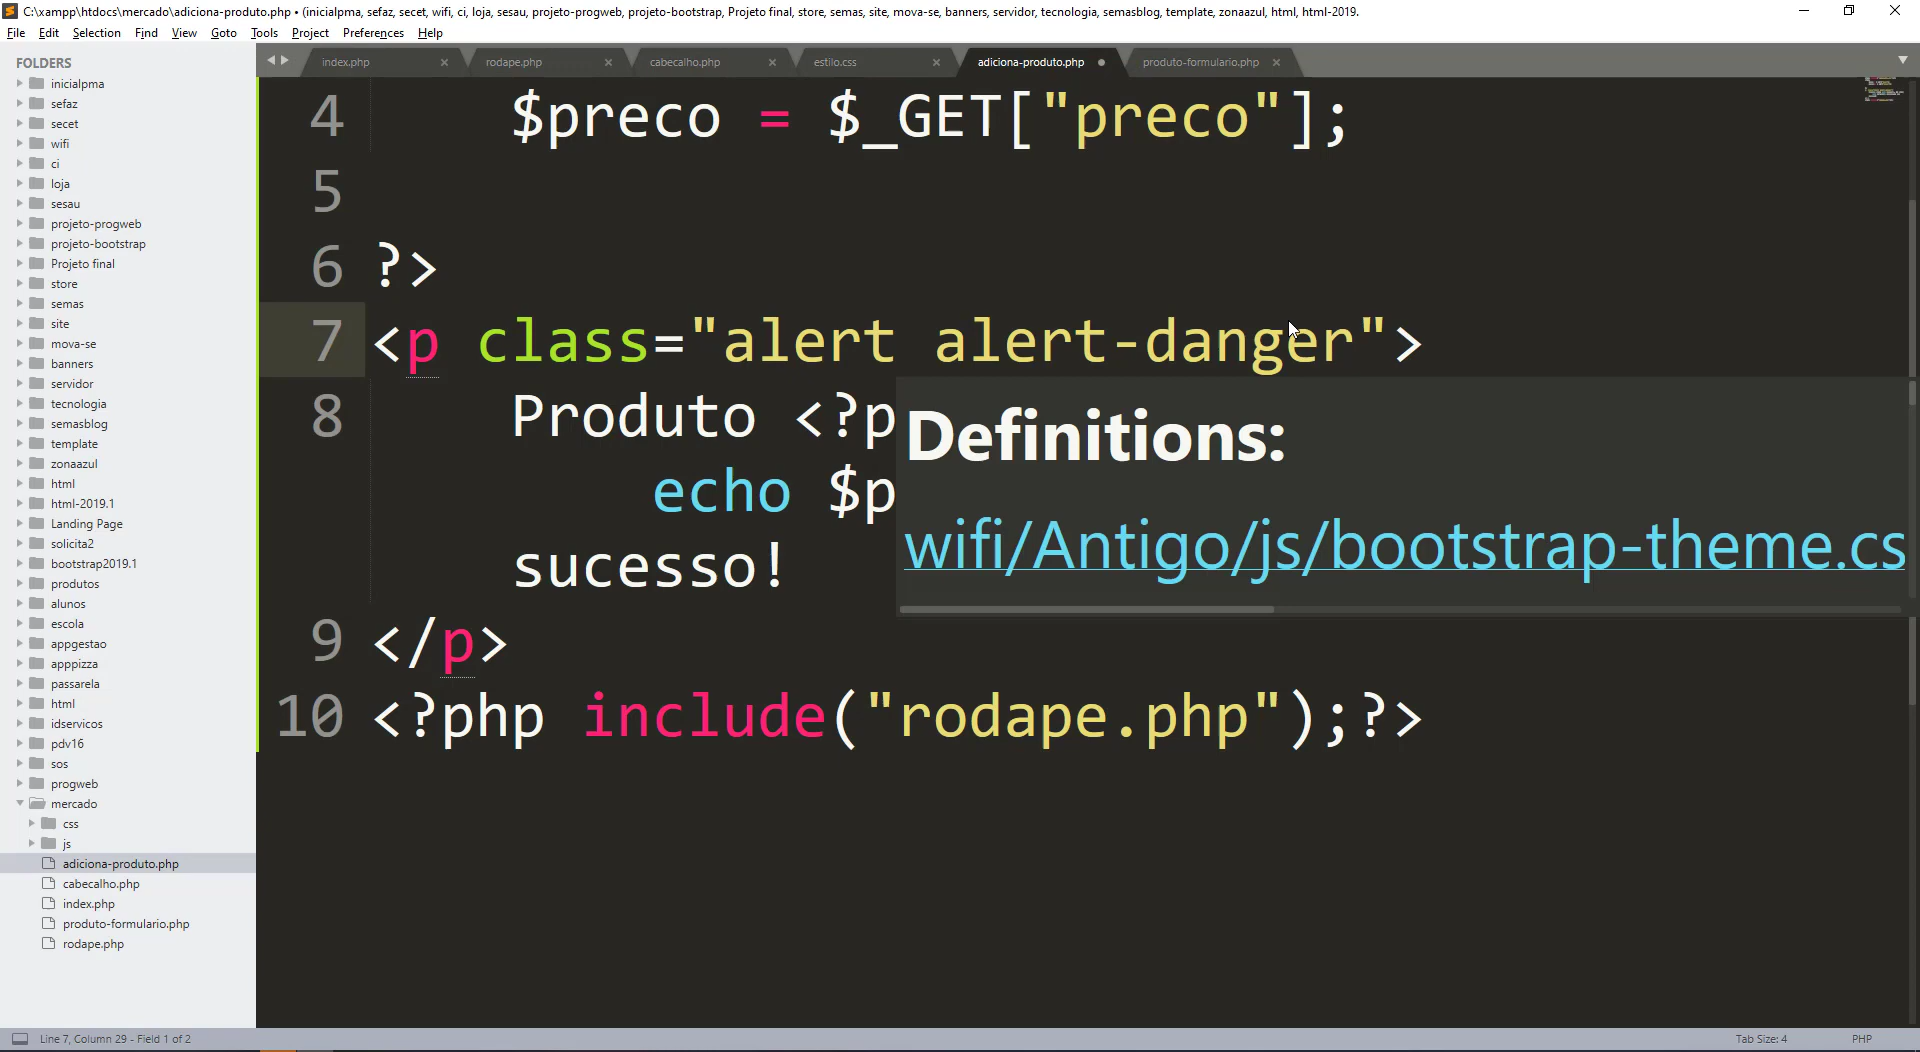 C:\xampp\htdocs\mercado\adiciona-produto.php • (inicialpma, sefaz, secet, wifi, ci, loja, sesau, projeto-progweb, projeto-bootstrap, Projeto final, store, semas, site, mova-se, banners, servidor, tecnologia, semasblog, template, zonaazul, html, html-2019.
File Edit Selection Find View Goto Tools Project Preferences Help
FOLDERS
inicialpma
sefaz
secet
wifi
ci
loja
sesau
projeto-progweb
projeto-bootstrap
Projeto final
store
semas
site
mova-se
banners
servidor
tecnologia
semasblog
template
zonaazul
html
html-2019.1
Landing Page
solicita2
bootstrap2019.1
produtos
alunos
escola
appgestao
apppizza
passarela
html
idservicos
pdv16
sos
progweb
mercado
css
js
adiciona-produto.php
cabecalho.php
index.php
produto-formulario.php
rodape.php
index.php rodape.php cabecalho.php estilo.css adiciona-produto.php produto-formulario.php
4 $preco = $_GET["preco"];
5
6 ?>
7 <p class="alert alert-danger">
8 Produto <?p
echo $p
sucesso!
9 </p>
10 <?php include("rodape.php");?>
Definitions:
wifi/Antigo/js/bootstrap-theme.cs
Line 7, Column 29 - Field 1 of 2
Tab Size: 4 PHP